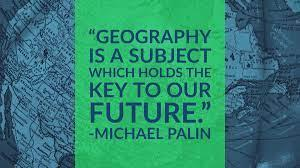 “GEOGRAPHY
IS A SUBJECT
WHICH HOLDS THE
KEY TO OUR
FUTURE.”
-MICHAEL PALIN